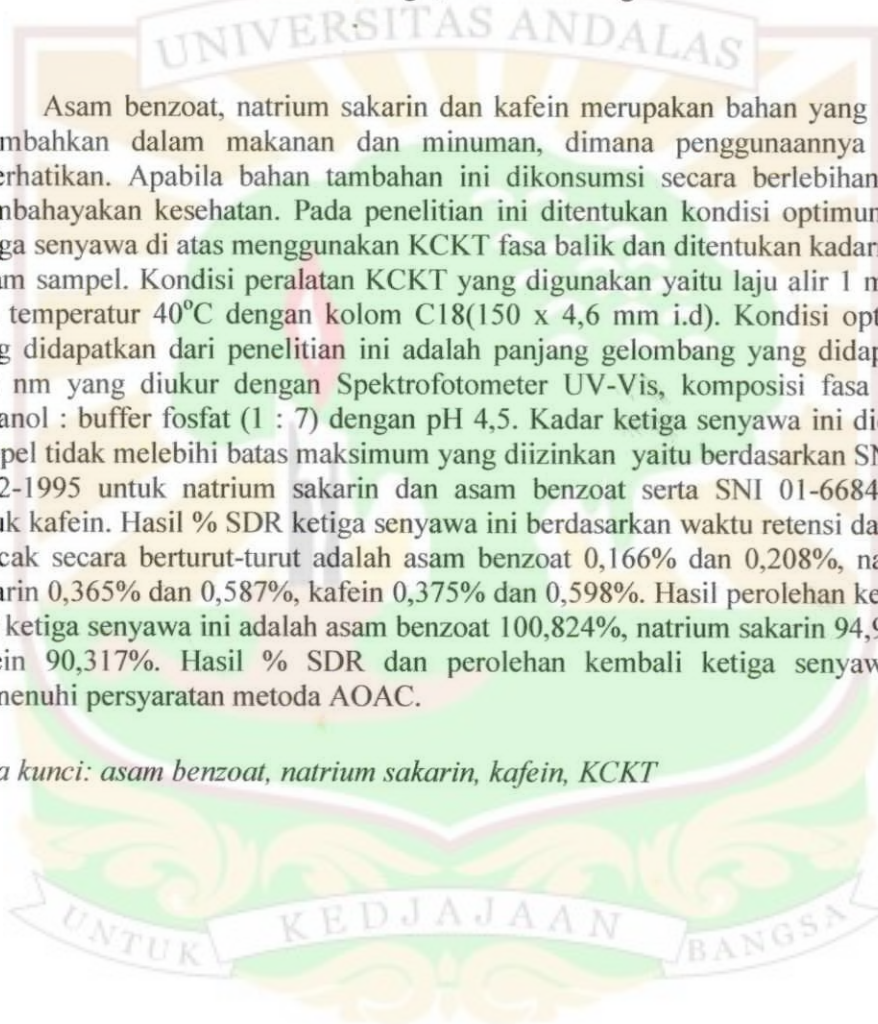 UNIVERSITAS ANDALAS
Asam benzoat, natrium sakarin dan kafein merupakan bahan yang
mbahkan dalam makanan dan minuman, dimana penggunaannya
erhatikan. Apabila bahan tambahan ini dikonsumsi secara berlebihan
nbahayakan kesehatan. Pada penelitian ini ditentukan kondisi optimun
ga senyawa di atas menggunakan KCKT fasa balik dan ditentukan kadar
m sampel. Kondisi peralatan KCKT yang digunakan yaitu laju alir 1 m
temperatur 40°C dengan kolom C18(150 x 4,6 mm i.d). Kondisi opt
g didapatkan dari penelitian ini adalah panjang gelombang yang didap
nm yang diukur dengan Spektrofotometer UV-Vis, komposisi fasa
anol : buffer fosfat (1 : 7) dengan pH 4,5. Kadar ketiga senyawa ini di
pel tidak melebihi batas maksimum yang diizinkan yaitu berdasarkan SN
2-1995 untuk natrium sakarin dan asam benzoat serta SNI 01-6684
uk kafein. Hasil % SDR ketiga senyawa ini berdasarkan waktu retensi da
cak secara berturut-turut adalah asam benzoat 0,166% dan 0,208%, na
arin 0,365% dan 0,587%, kafein 0,375% dan 0,598%. Hasil perolehan ke
ketiga senyawa ini adalah asam benzoat 100,824%, natrium sakarin 94,9
ein 90,317%. Hasil % SDR dan perolehan kembali ketiga senyaw
nenuhi persyaratan metoda AOAC.
a kunci: asam benzoat, natrium sakarin, kafein, KCKT
UNTUK KEDJAJAAN BANGSA